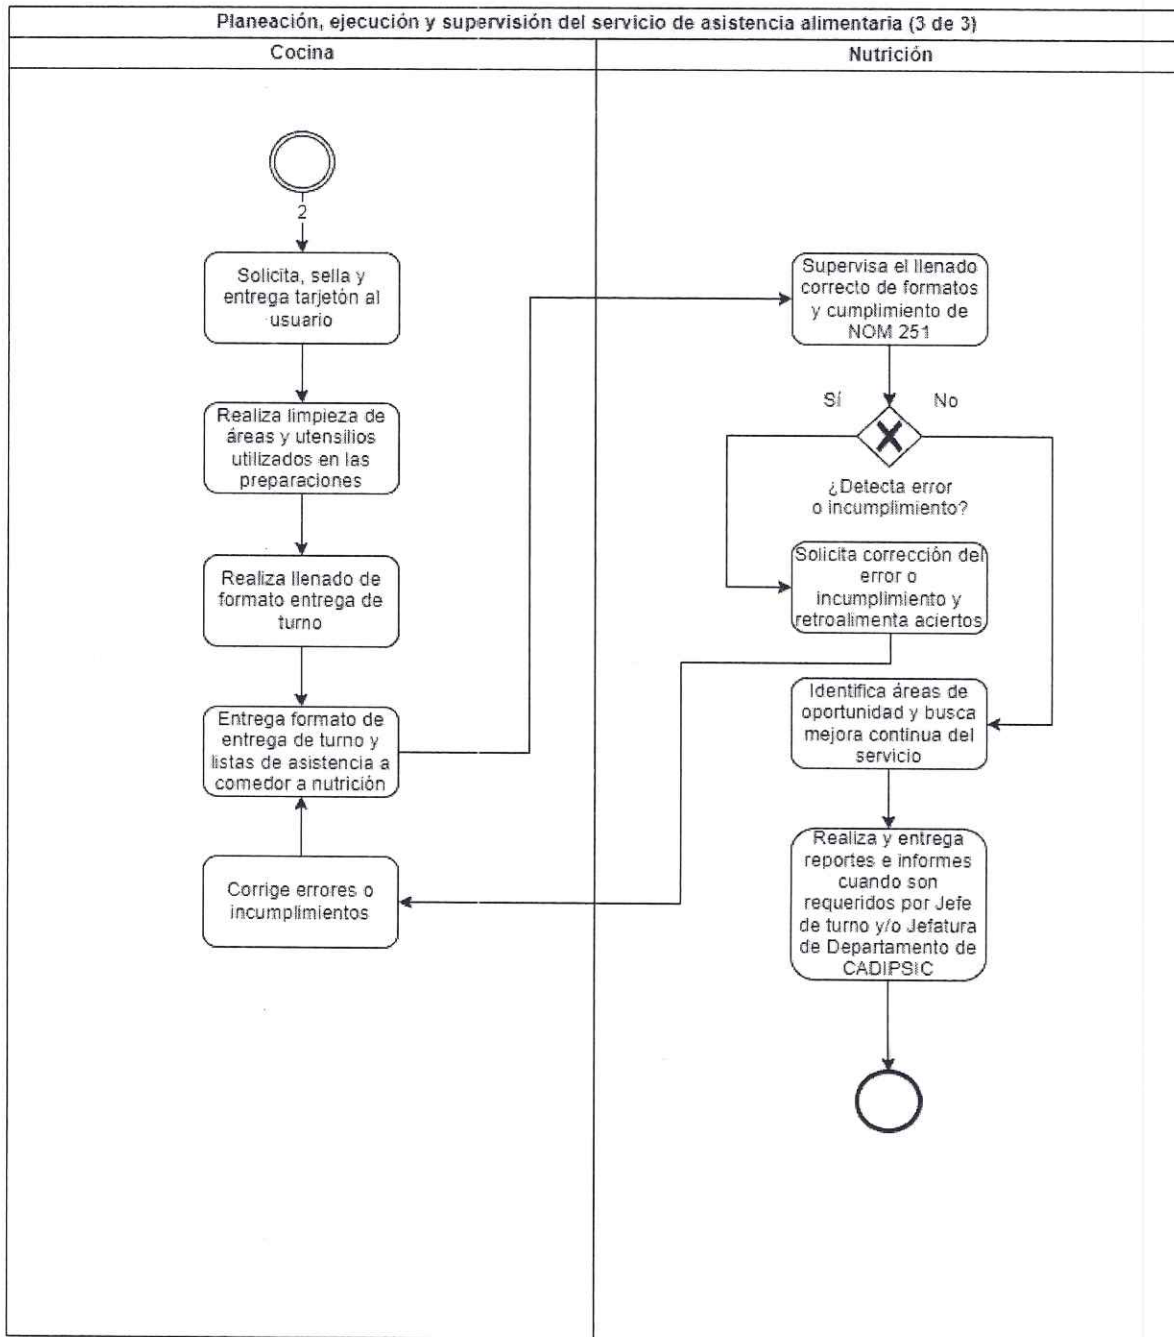 Planeación, ejecución y supervisión del servicio de asistencia alimentaria (3 de 3)
Cocina
Nutrición
2
Solicita, sella y
entrega tarjetón al
usuario
Realiza limpieza de
áreas y utensilios
utilizados en las
preparaciones
Realiza llenado de
formato entrega de
turno
Entrega formato de
entrega de turno y
listas de asistencia a
comedor a nutrición
Corrige errores o
incumplimientos
Supervisa el llenado
correcto de formatos
y cumplimiento de
NOM 251
Sí
No
¿Detecta error
o incumplimiento?
Solicita corrección del
error o
incumplimiento y
retroalimenta aciertos
Identifica áreas de
oportunidad y busca
mejora continua del
servicio
Realiza y entrega
reportes e informes
cuando son
requeridos por Jefe
de turno y/o Jefatura
de Departamento de
CADIPSIC